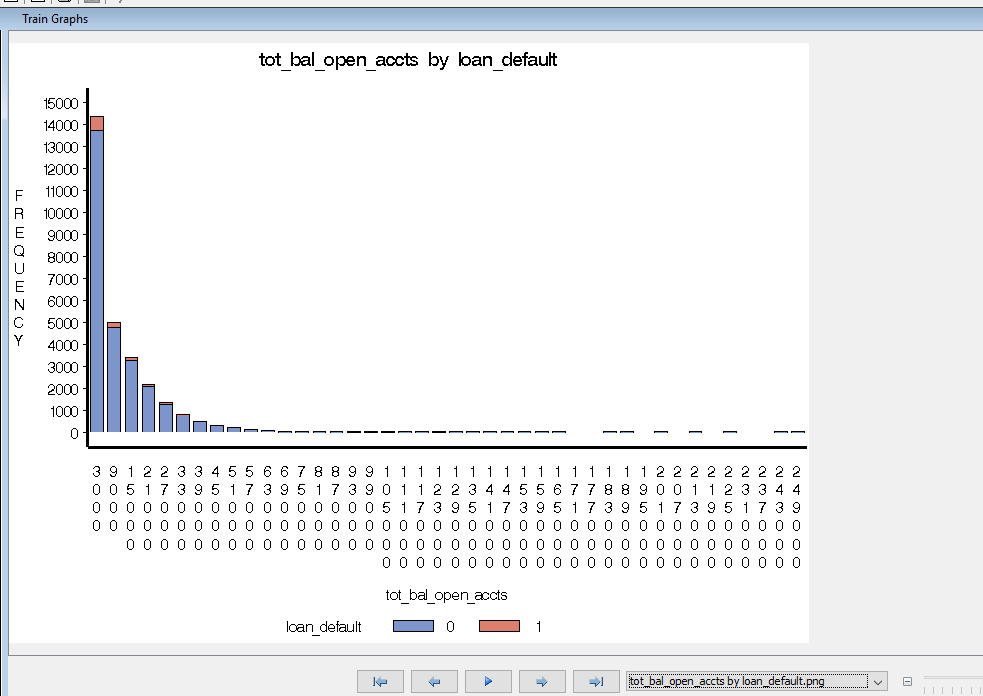 Train Graphs
tot_bal_open_accts by loan_default
FREQUENCY
15000
14000
13000
12000
11000
10000
9000
8000
7000
6000
5000
4000
3000
2000
1000
0
3000 9000 15000 21000 27000 33000 39000 45000 51000 57000 63000 69000 75000 81000 87000 93000 99000 105000 111000 117000 123000 129000 135000 141000 147000 153000 159000 165000 171000 177000 183000 189000 195000 201000 207000 213000 219000 225000 231000 237000 243000 249000
tot_bal_open_accts
loan_default 0 1
tot_bal_open_accts by loan_default.png